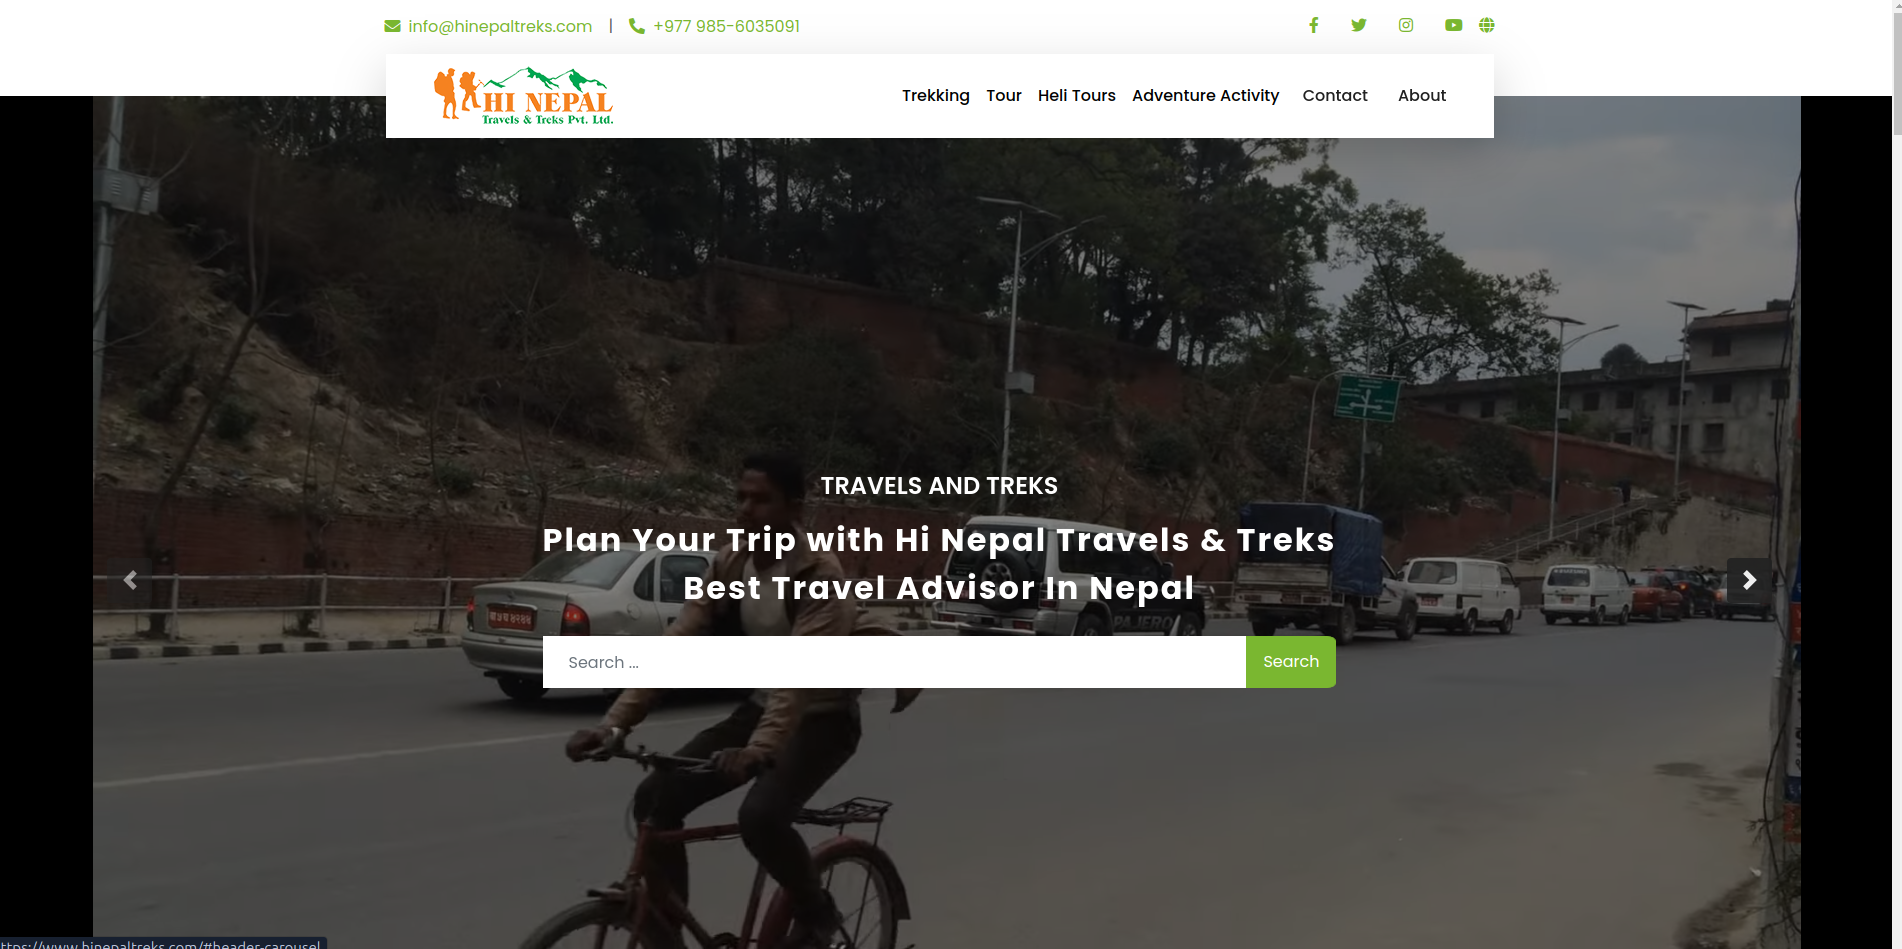 info@hinepaltreks.com | +977 985-6035091
HI NEPAL
Travels & Treks Pvt. Ltd.
Trekking Tour Heli Tours Adventure Activity Contact About
TRAVELS AND TREKS
Plan Your Trip with Hi Nepal Travels & Treks
Best Travel Advisor In Nepal
PAJERO
Search ...
Search
ttps://www.hinepaltreks.com/#header-carousel